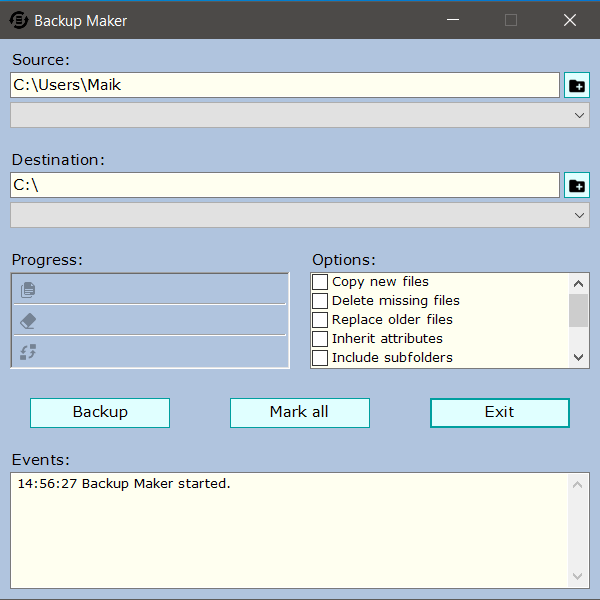 Backup Maker
Source:
C:\Users\Maik
Destination:
C:\
Progress:
Options:
Copy new files
Delete missing files
Replace older files
Inherit attributes
Include subfolders
Backup
Mark all
Exit
Events:
14:56:27 Backup Maker started.